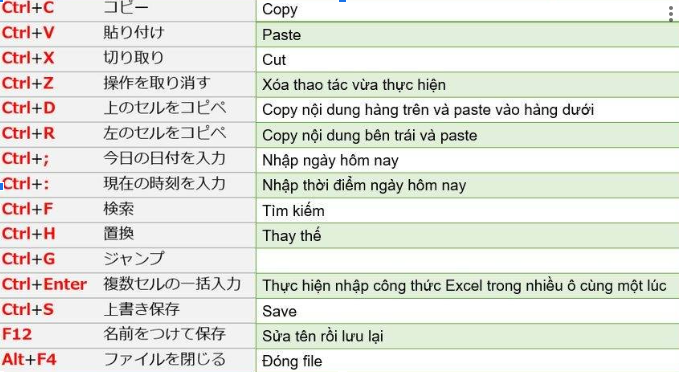 Ctrl+C コピー Copy
Ctrl+V 貼り付け Paste
Ctrl+X 切り取り Cut
Ctrl+Z 操作を取り消す Xóa thao tác vừa thực hiện
Ctrl+D 上のセルをコピペ Copy nội dung hàng trên và paste vào hàng dưới
Ctrl+R 左のセルをコピペ Copy nội dung bên trái và paste
Ctrl+; 今日の日付を入力 Nhập ngày hôm nay
Ctrl+: 現在の時刻を入力 Nhập thời điểm ngày hôm nay
Ctrl+F 検索 Tìm kiếm
Ctrl+H 置換 Thay thế
Ctrl+G ジャンプ
Ctrl+Enter 複数セルの一括入力 Thực hiện nhập công thức Excel trong nhiều ô cùng một lúc
Ctrl+S 上書き保存 Save
F12 名前をつけて保存 Sửa tên rồi lưu lại
Alt+F4 ファイルを閉じる Đóng file